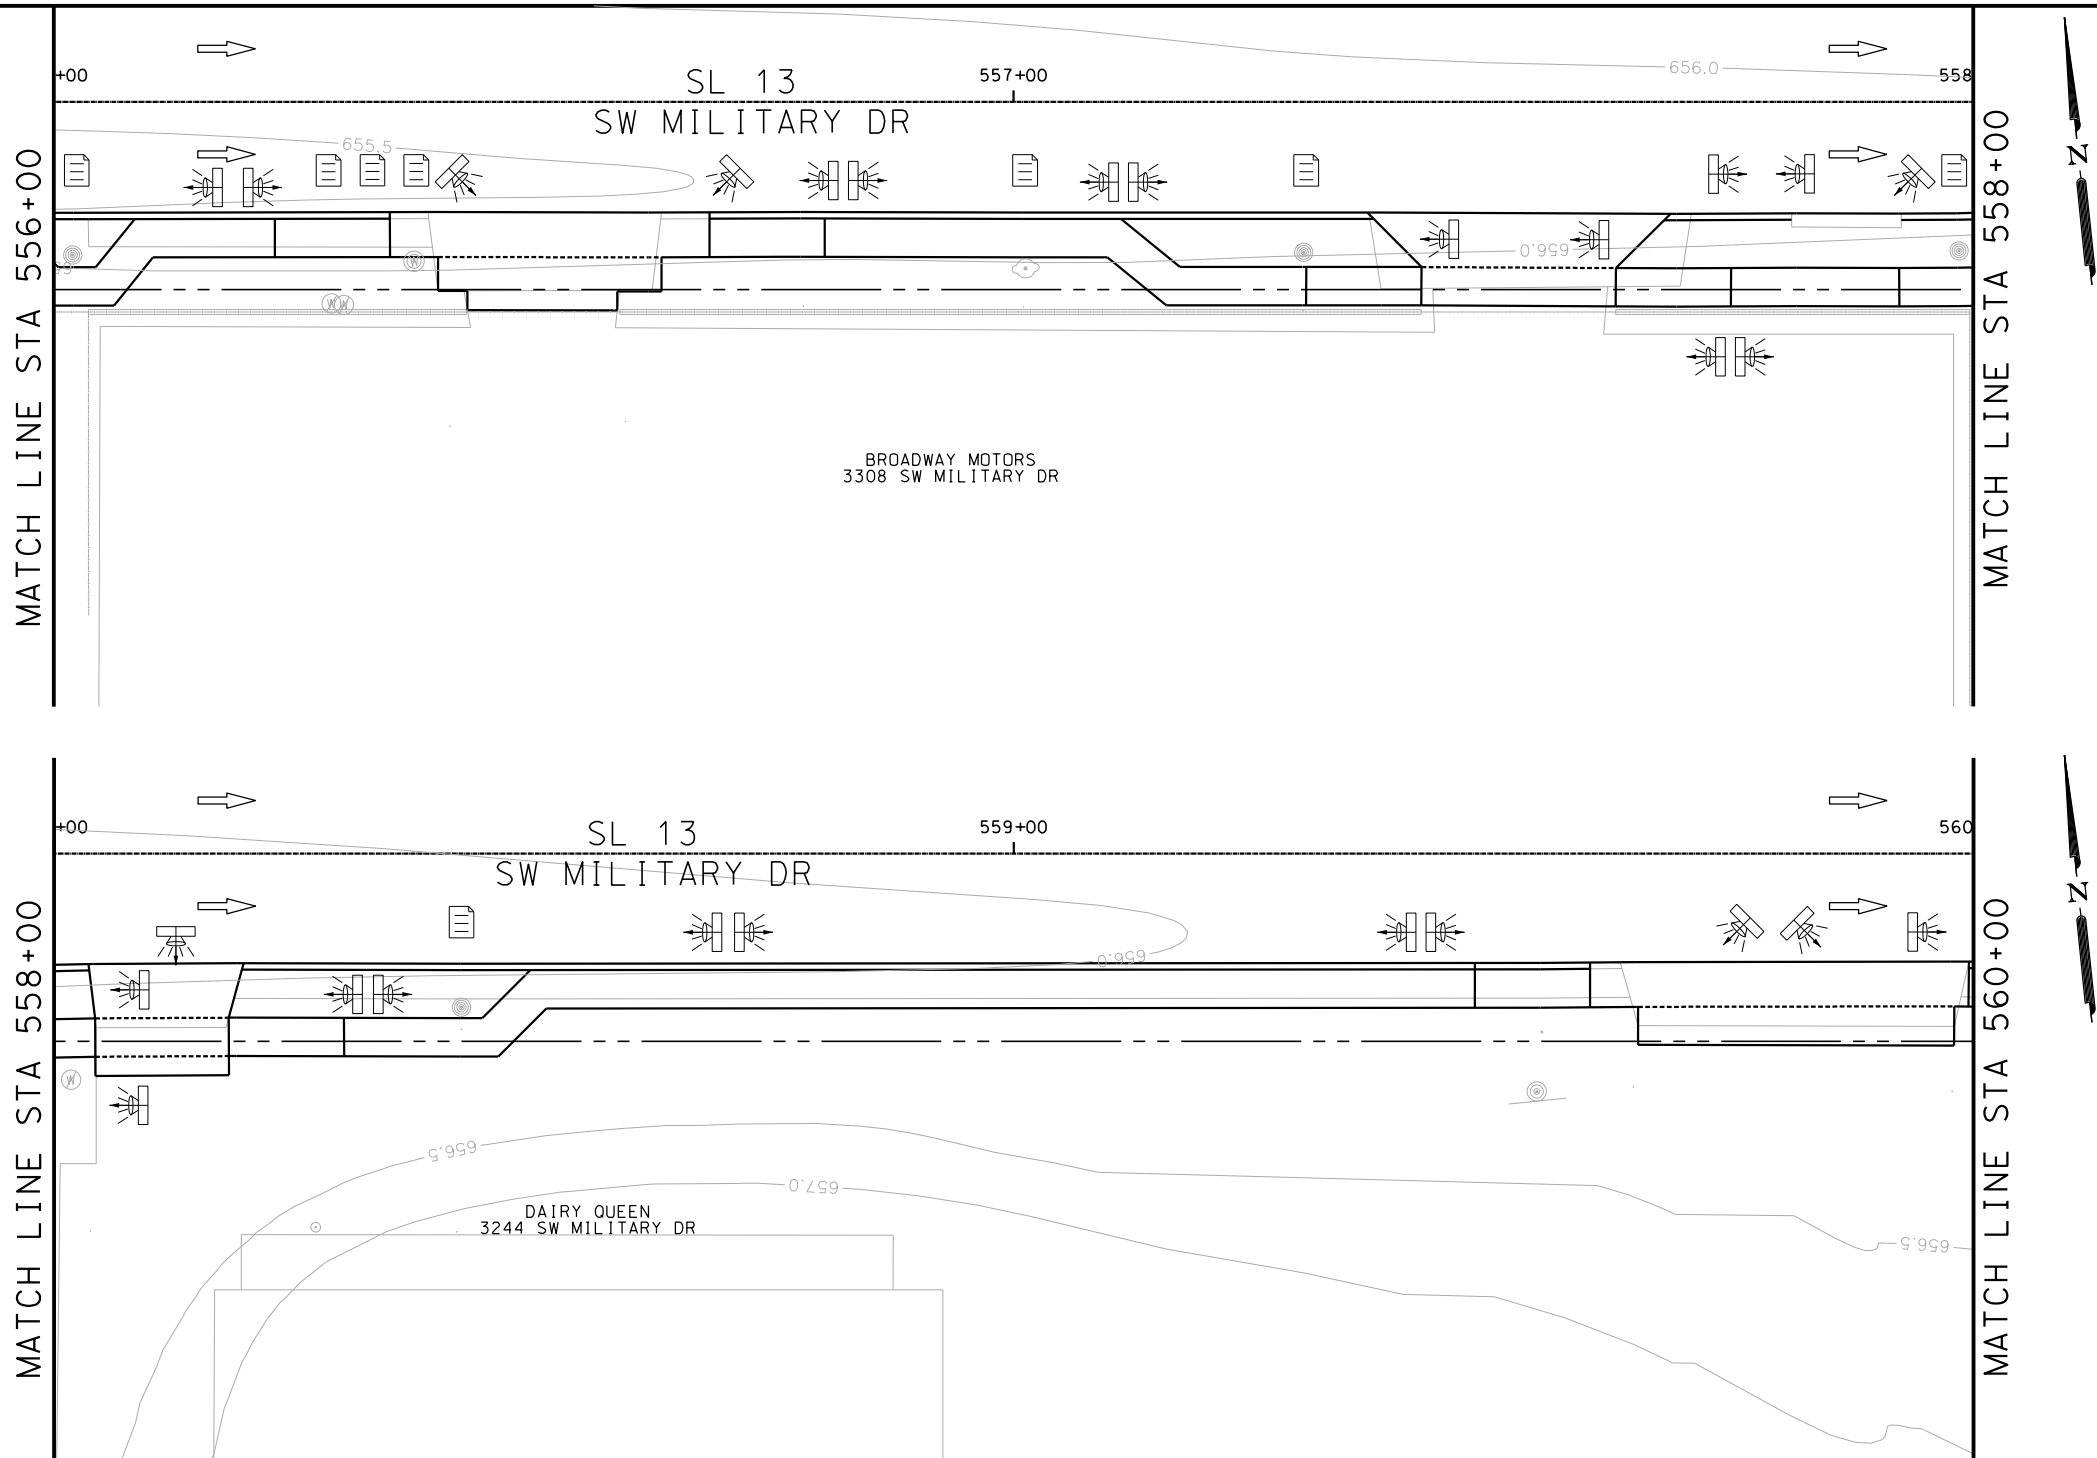 +00
SL 13
557+00
656.0
558
SW MILITARY DR
655.5
MATCH LINE STA 556+00
MATCH LINE STA 558+00
N
656.0
W
W W
BROADWAY MOTORS
3308 SW MILITARY DR
+00
SL 13
559+00
560
SW MILITARY DR
MATCH LINE STA 558+00
MATCH LINE STA 560+00
N
656.0
W
656.5
657.0
DAIRY QUEEN
3244 SW MILITARY DR
656.5